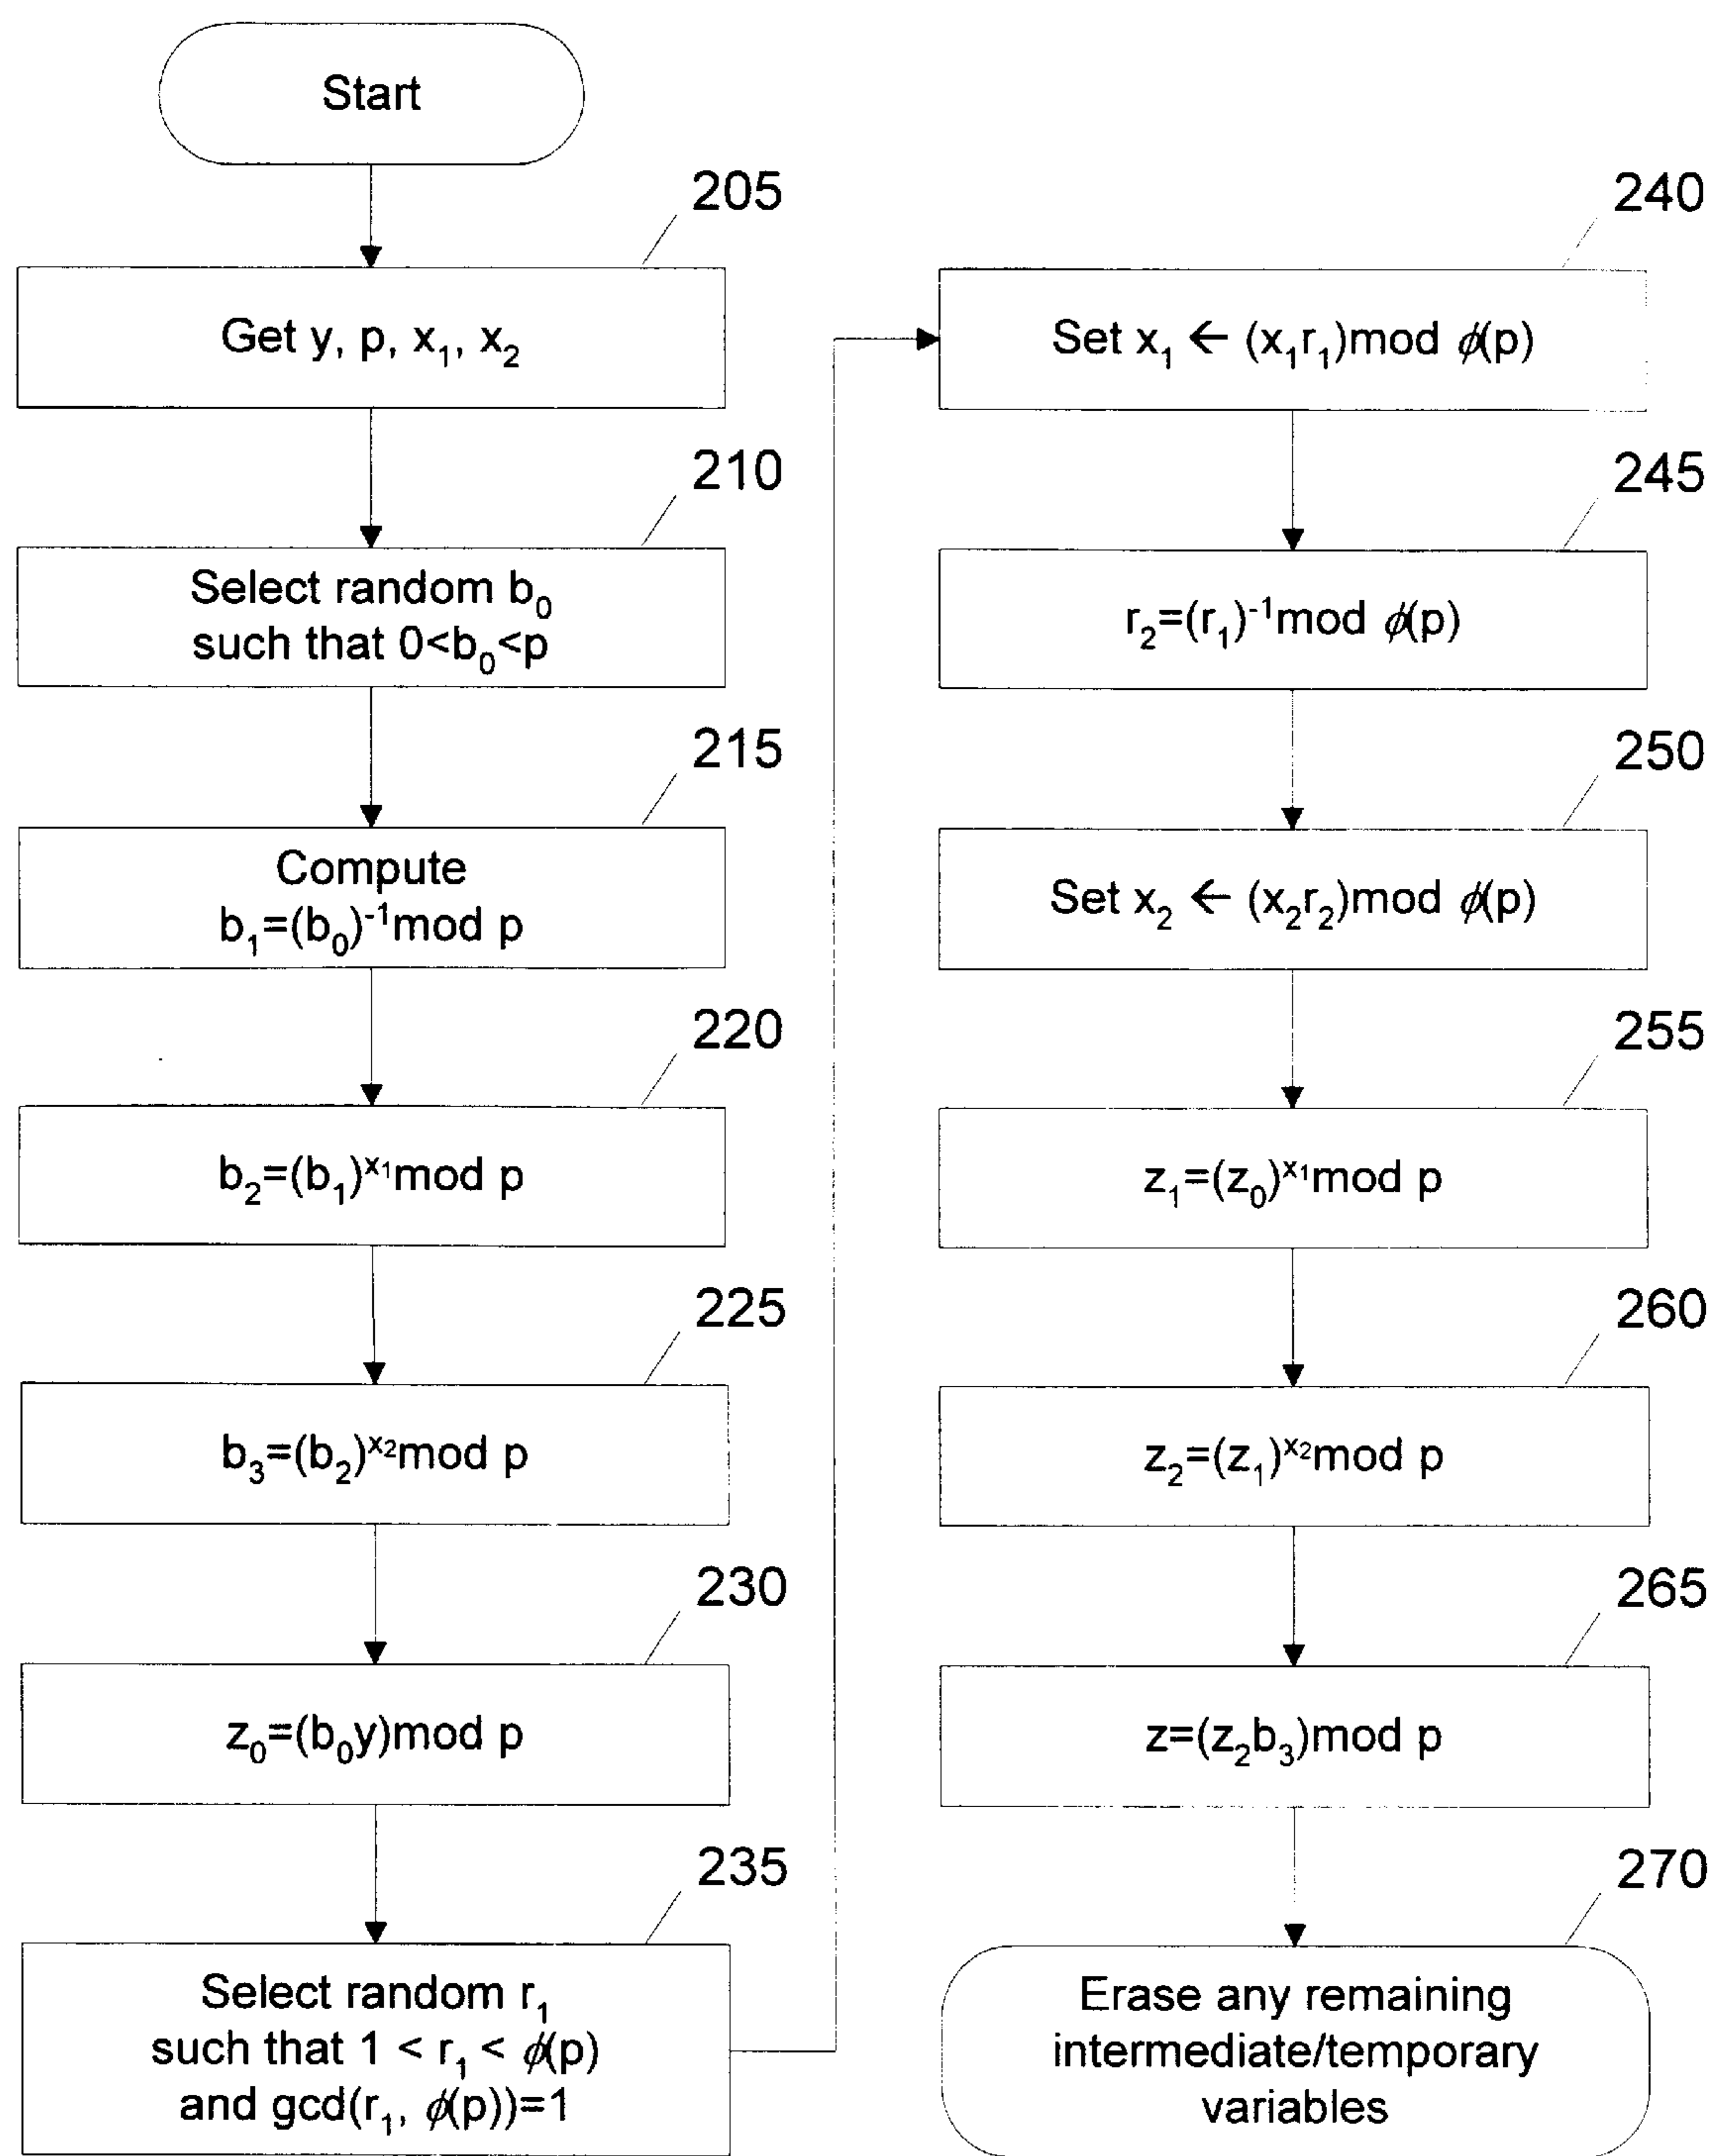 Start
205
Get y, p, x₁, x₂
210
Select random b₀
such that 0<b₀<p
215
Compute
b₁=(b₀)⁻¹mod p
220
b₂=(b₁)^x₁mod p
225
b₃=(b₂)^x₂mod p
230
z₀=(b₀y)mod p
235
Select random r₁
such that 1 < r₁ < ϕ(p)
and gcd(r₁, ϕ(p))=1
240
Set x₁ ← (x₁r₁)mod ϕ(p)
245
r₂=(r₁)⁻¹mod ϕ(p)
250
Set x₂ ← (x₂r₂)mod ϕ(p)
255
z₁=(z₀)^x₁mod p
260
z₂=(z₁)^x₂mod p
265
z=(z₂b₃)mod p
270
Erase any remaining
intermediate/temporary
variables